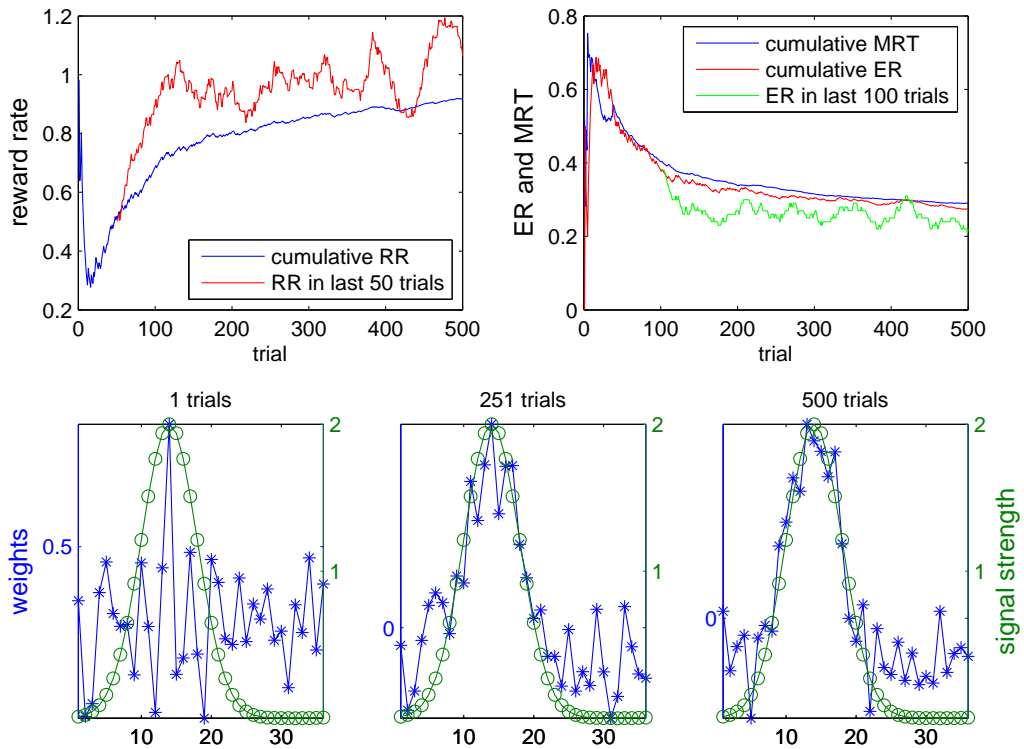 1.2
1
0.8
0.6
0.4
0.2
reward rate
cumulative RR
RR in last 50 trials
0 100 200 300 400 500
trial
0.8
0.6
0.4
0.2
0
ER and MRT
cumulative MRT
cumulative ER
ER in last 100 trials
0 100 200 300 400 500
trial
1 trials
weights
0.5
2
1
10 20 30
251 trials
0
2
1
10 20 30
500 trials
0
2
1
signal strength
10 20 30